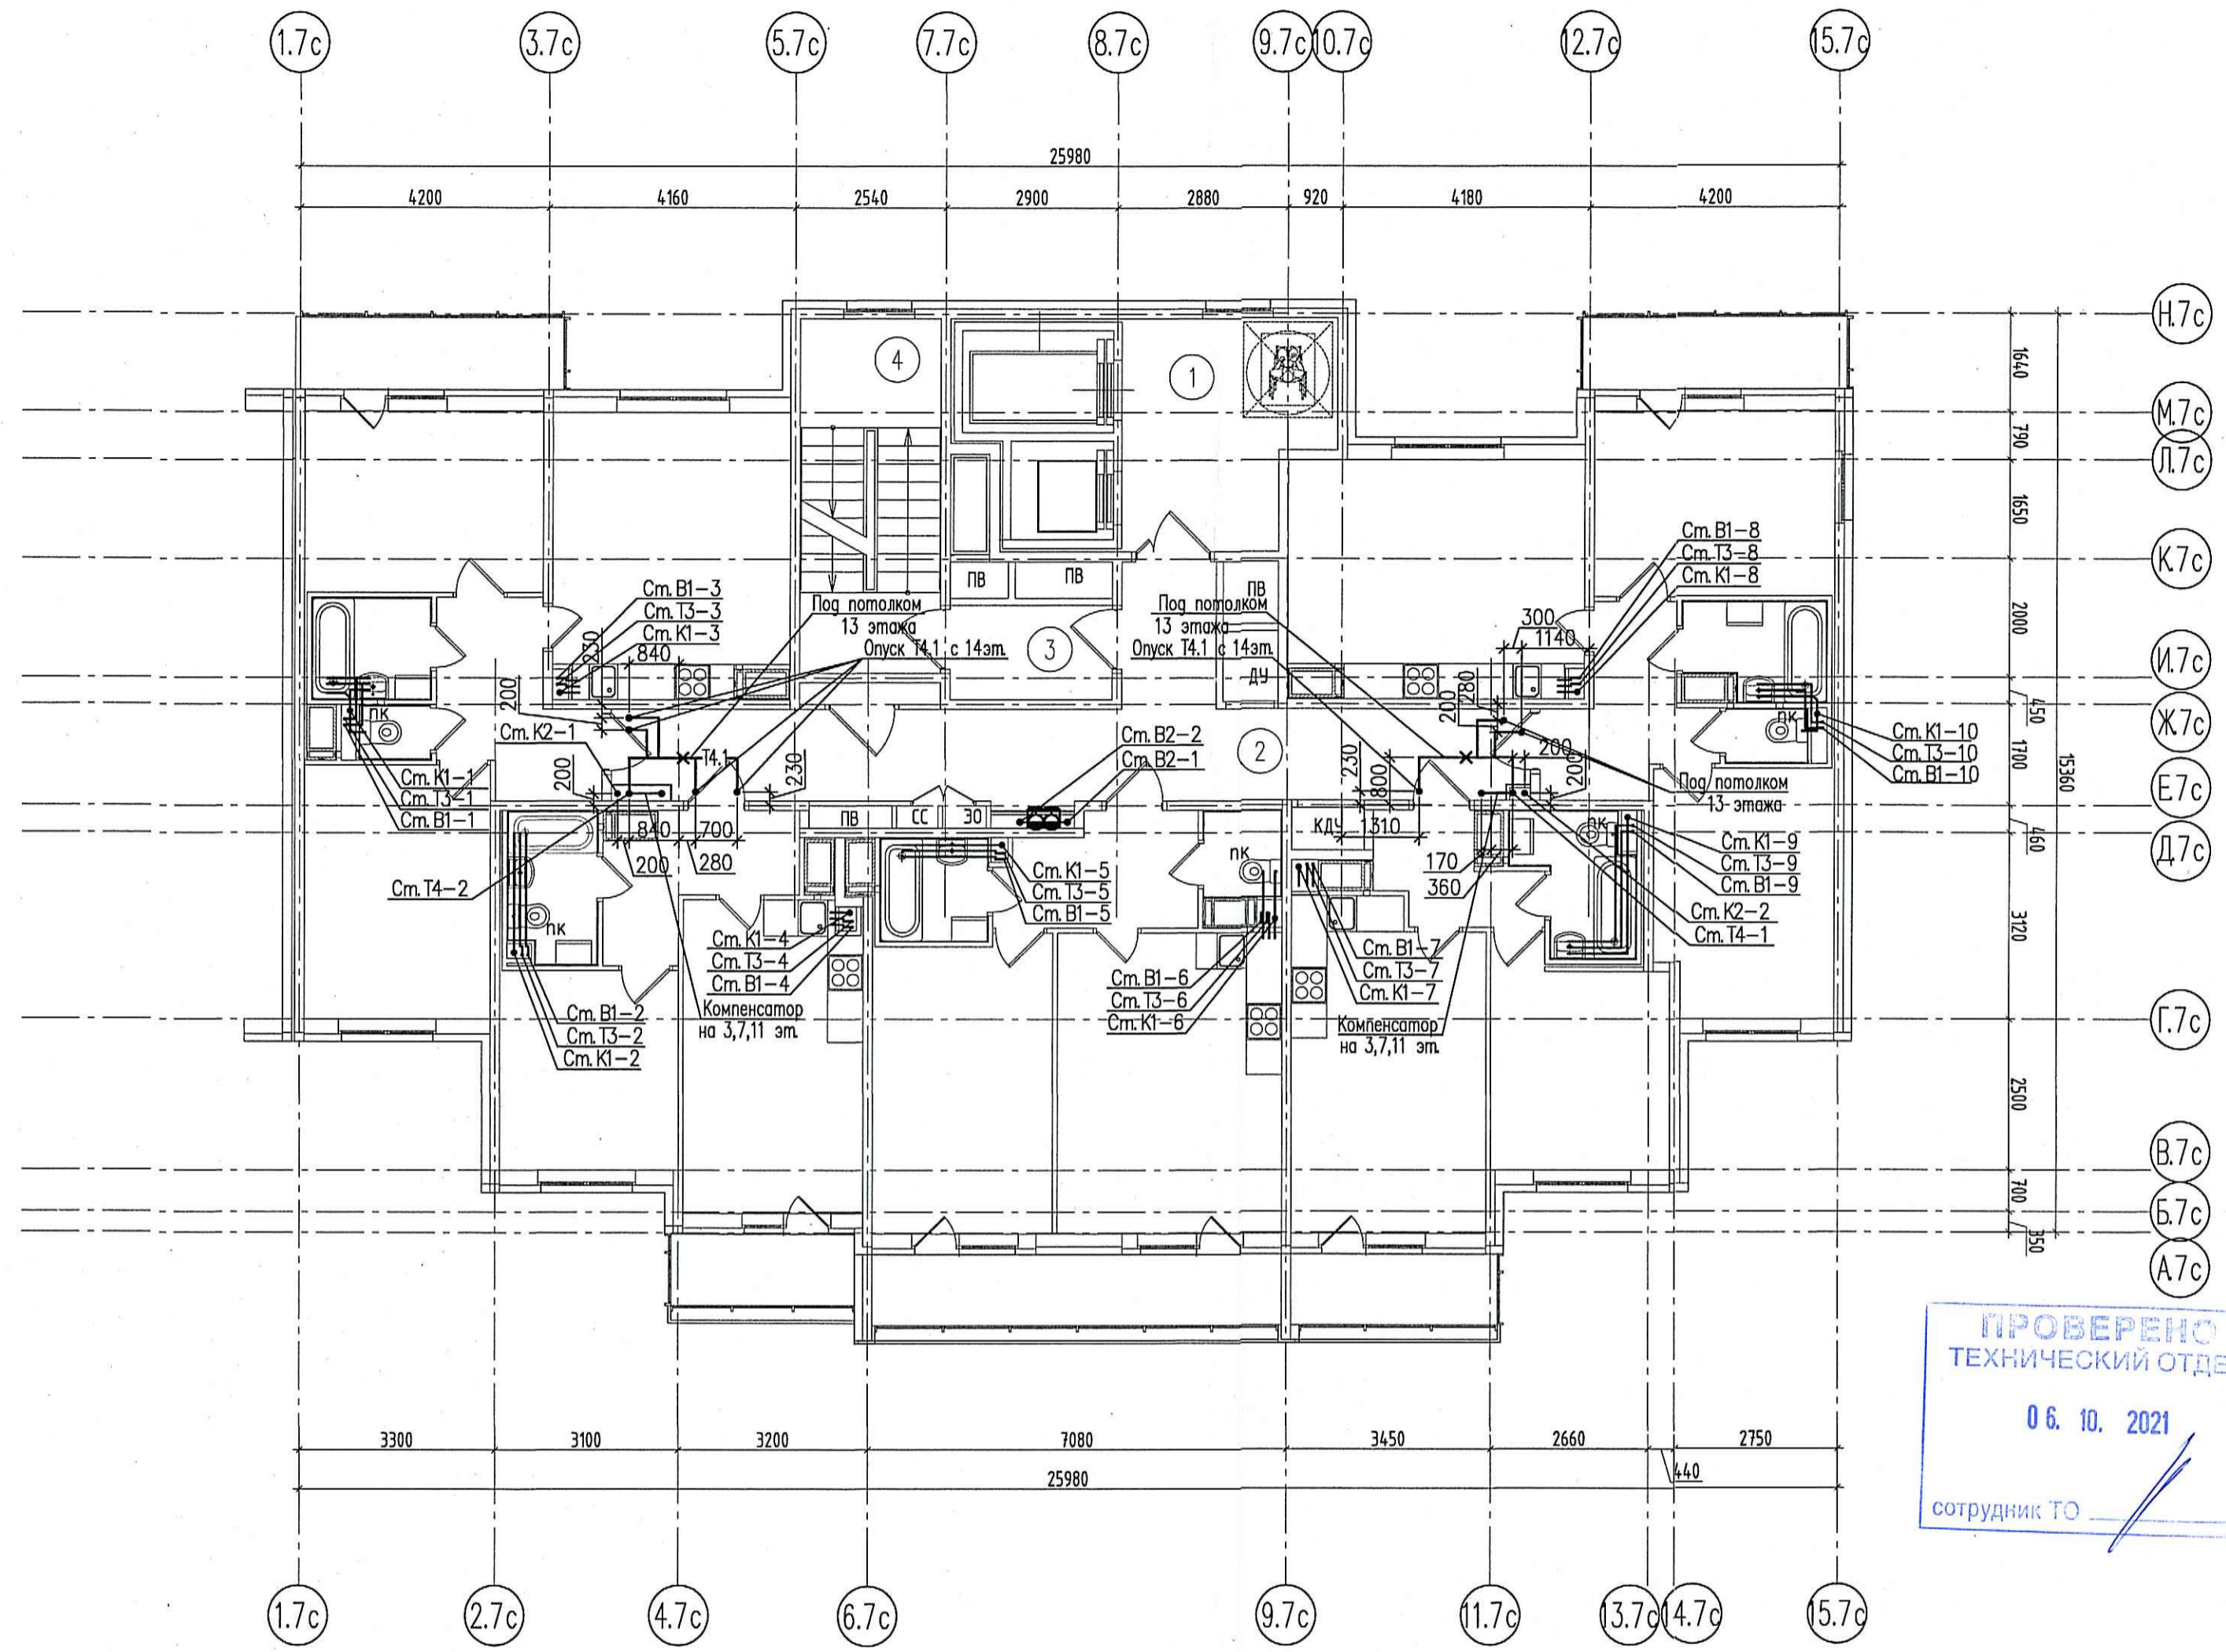 1.7с
3.7с
5.7с
7.7с
8.7с
9.7с
10.7с
12.7с
15.7с
25980
4200
4160
2540
2900
2880
920
4180
4200
Н.7с
М.7с
Л.7с
К.7с
И.7с
Ж.7с
Е.7с
Д.7с
Г.7с
В.7с
Б.7с
А.7с
1640
790
1650
2000
450
1700
460
3120
2500
700
350
15360
4
1
3
2
ПВ
ПВ
ПВ
ДУ
Ст. В1-3
Ст. Т3-3
Ст. К1-3
230
840
200
Под потолком
13 этажа
Опуск Т4.1 с 14эт.
Под потолком
13 этажа
Опуск Т4.1 с 14эт.
Ст. В1-8
Ст. Т3-8
Ст. К1-8
300
1140
280
200
пк
Ст. К2-1
Т4.1
200
230
Ст. К1-1
Ст. Т3-1
Ст. В1-1
Ст. В2-2
Ст. В2-1
230
800
200
200
пк
Ст. К1-10
Ст. Т3-10
Ст. В1-10
Под потолком
13 этажа
ПВ
СС
ЭО
840
700
200
280
Ст. Т4-2
КДУ
1310
170
360
пк
Ст. К1-9
Ст. Т3-9
Ст. В1-9
Ст. К2-2
Ст. Т4-1
Ст. К1-5
Ст. Т3-5
Ст. В1-5
пк
пк
Ст. К1-4
Ст. Т3-4
Ст. В1-4
Компенсатор
на 3,7,11 эт.
Ст. В1-2
Ст. Т3-2
Ст. К1-2
Ст. В1-6
Ст. Т3-6
Ст. К1-6
Ст. В1-7
Ст. Т3-7
Ст. К1-7
Компенсатор
на 3,7,11 эт.
ПРОВЕРЕНО
ТЕХНИЧЕСКИЙ ОТДЕ
06. 10. 2021
сотрудник ТО
3300
3100
3200
7080
3450
2660
440
2750
25980
1.7с
2.7с
4.7с
6.7с
9.7с
11.7с
13.7с
14.7с
15.7с